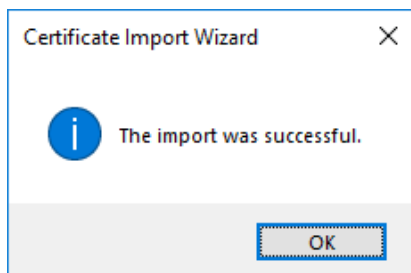 Certificate Import Wizard
The import was successful.
OK